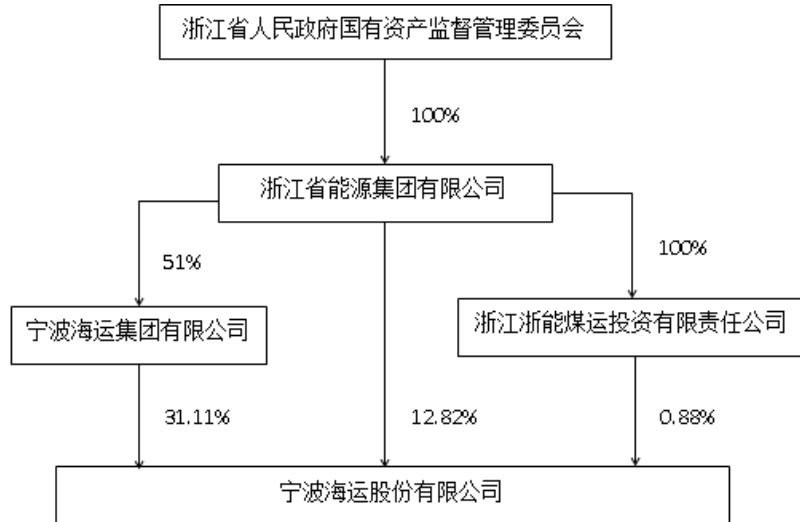 浙江省人民政府国有资产监督管理委员会
100%
浙江省能源集团有限公司
51%
100%
宁波海运集团有限公司
浙江浙能煤运投资有限责任公司
31.11%
12.82%
0.88%
宁波海运股份有限公司